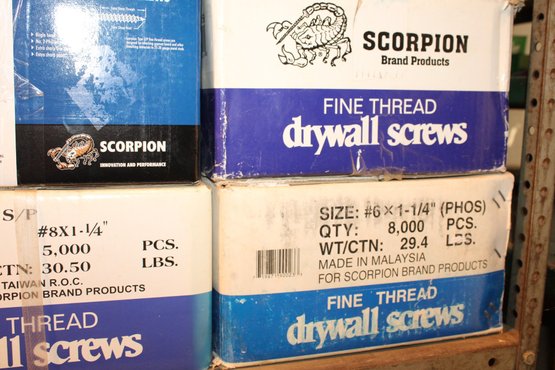 SCORPION
INNOVATION AND PERFORMANCE
SCORPION
Brand Products
FINE THREAD
drywall screws
S/P
#8X1-1/4"
5,000 PCS.
CTN: 30.50 LBS.
TAIWAN R.O.C.
ORPION BRAND PRODUCTS
THREAD
all screws
SIZE: #6×1-1/4" (PHOS)
QTY: 8,000 PCS.
WT/CTN: 29.4 LBS.
MADE IN MALAYSIA
FOR SCORPION BRAND PRODUCTS
FINE THREAD
drywall screws